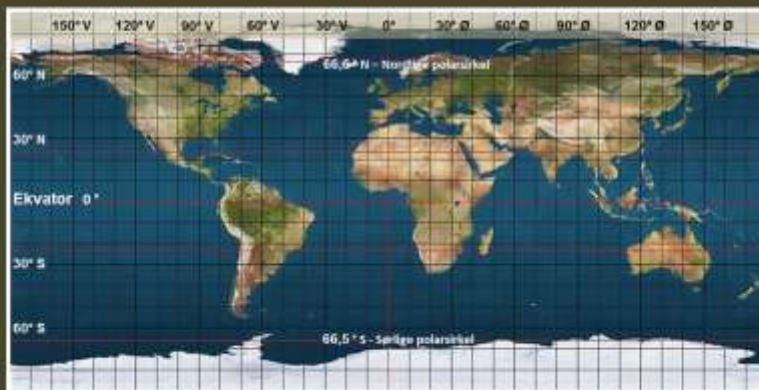 150° V 120° V 90° V 60° V 30° V 0° 30° Ø 60° Ø 90° Ø 120° Ø 150° Ø
66,6° N - Nordlige polarsirkel
60° N
30° N
Ekvator 0°
30° S
60° S
66,5° S - Sørlige polarsirkel